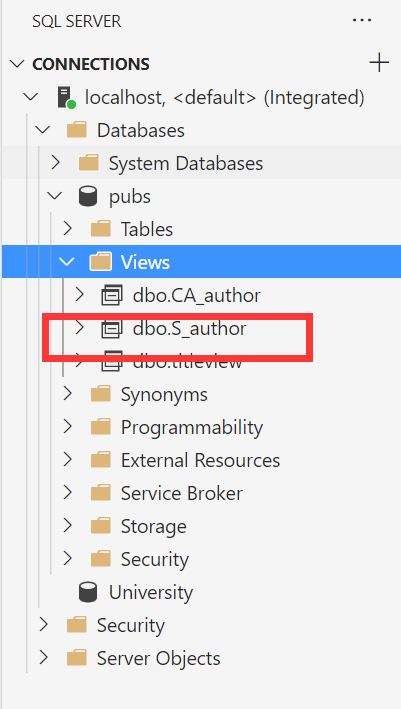 SQL SERVER
CONNECTIONS
localhost, <default> (Integrated)
Databases
System Databases
pubs
Tables
Views
dbo.CA_author
dbo.S_author
dbo.titleview
Synonyms
Programmability
External Resources
Service Broker
Storage
Security
University
Security
Server Objects